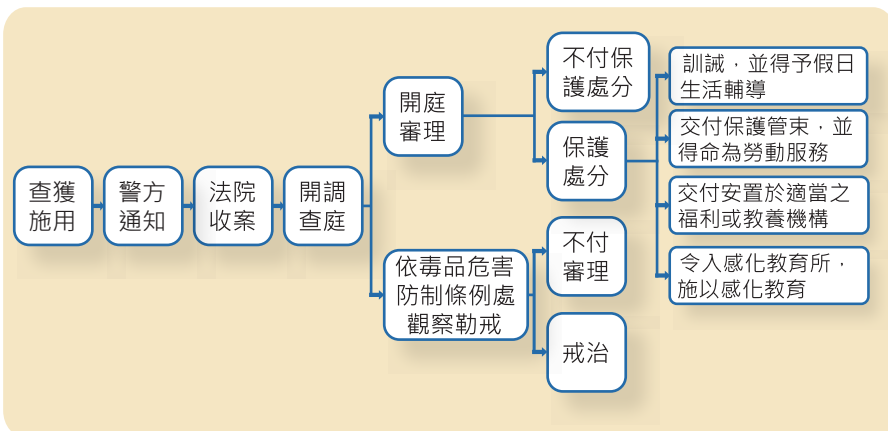 查獲
施用
警方
通知
法院
收案
開調
查庭
開庭
審理
依毒品危害
防制條例處
觀察勒戒
不付保
護處分
保護
處分
不付
審理
戒治
訓誡，並得予假日
生活輔導
交付保護管束，並
得命為勞動服務
交付安置於適當之
福利或教養機構
令入感化教育所，
施以感化教育